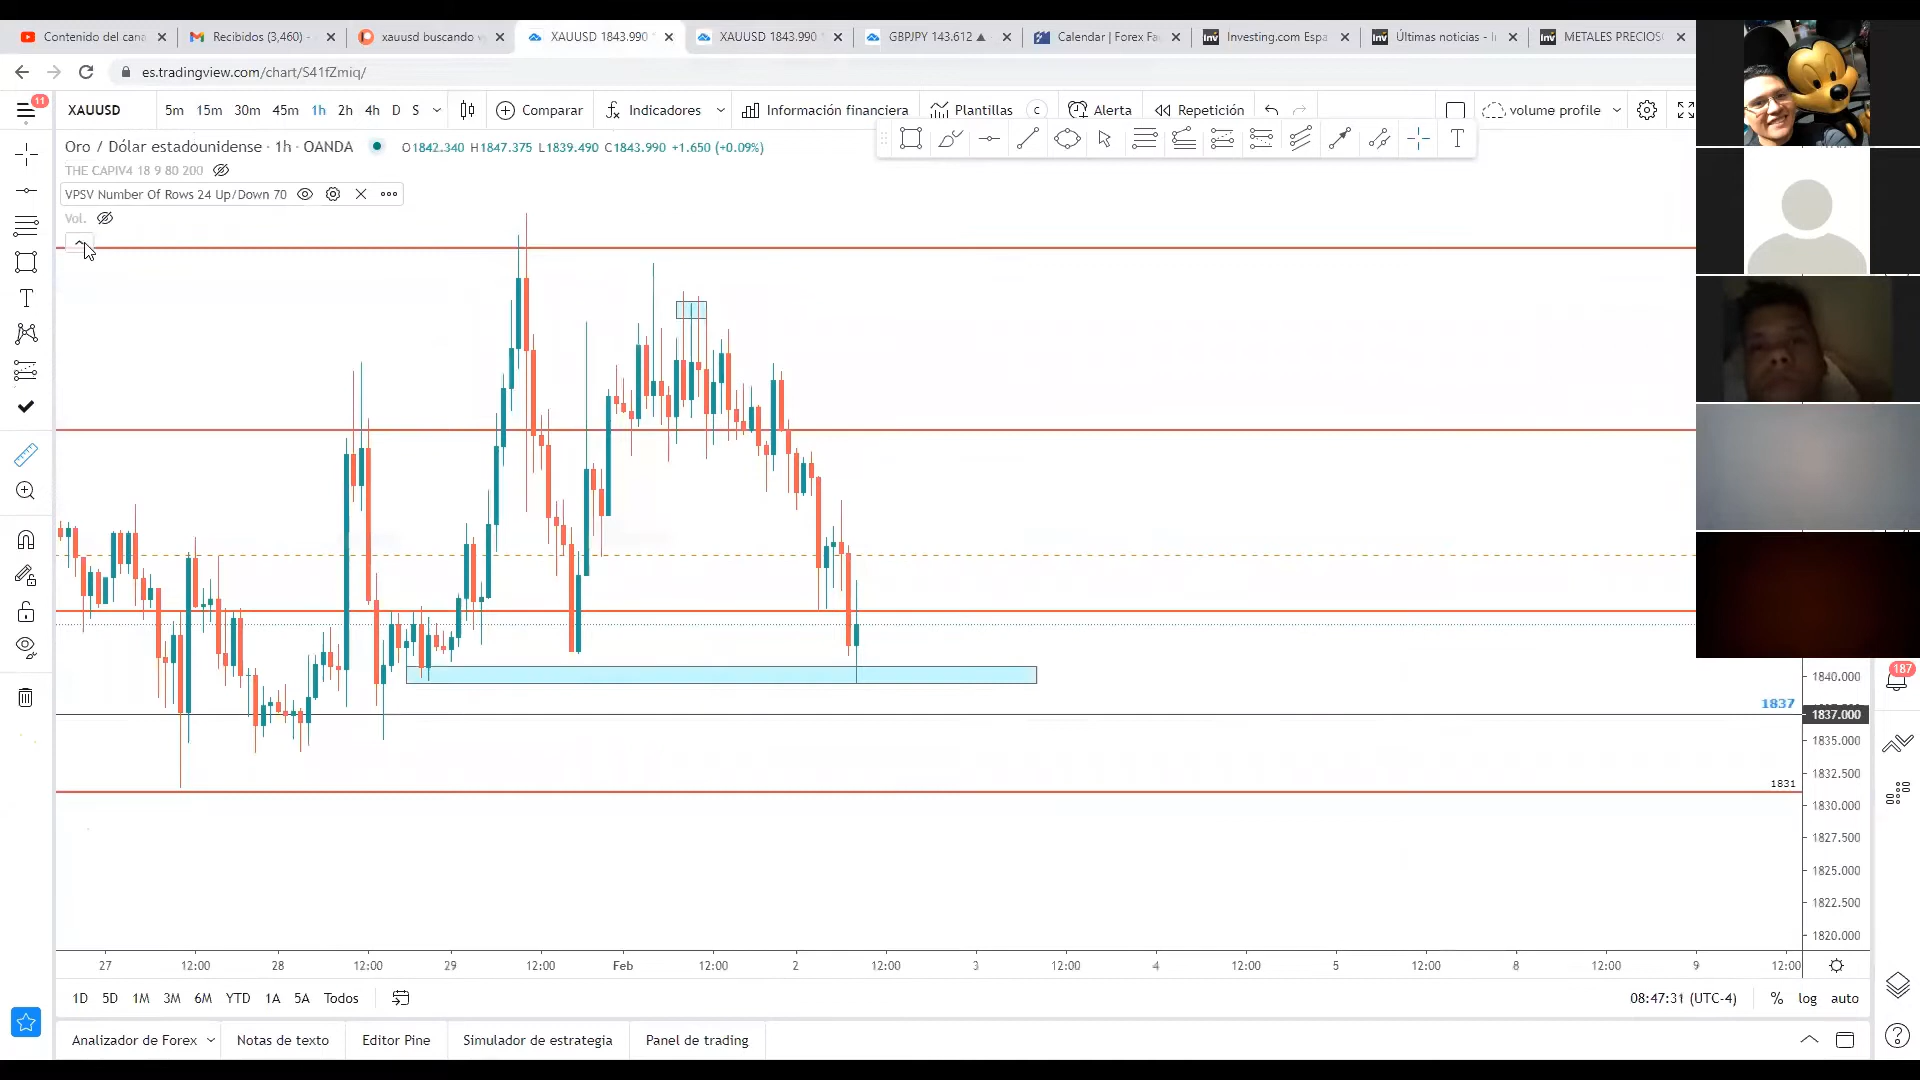 Contenido del cana
Recibidos (3,460) -
xauusd buscando v
XAUUSD 1843.990
XAUUSD 1843.990
GBPJPY 143.612 ▲
Calendar | Forex Fa
Inv
Investing.com Espa
Inv
Últimas noticias - I
Inv
METALES PRECIOS
es.tradingview.com/chart/S41fZmiq/
11
XAUUSD
5m 15m 30m 45m 1h 2h 4h D S
Comparar
Indicadores
Información financiera
Plantillas
C
Alerta
Repetición
volume profile
T
Oro / Dólar estadounidense · 1h · OANDA
O1842.340 H1847.375 L1839.490 C1843.990 +1.650 (+0.09%)
THE CAPIV4 18 9 80 200
VPSV Number Of Rows 24 Up/Down 70
Vol.
T
187
1840.000
1837
1837.000
1835.000
1832.500
1831
1830.000
1827.500
1825.000
1822.500
1820.000
27 12:00 28 12:00 29 12:00 Feb 12:00 2 12:00 3 12:00 4 12:00 5 12:00 8 12:00 9 12:00
1D 5D 1M 3M 6M YTD 1A 5A Todos
08:47:31 (UTC-4)
% log auto
Analizador de Forex
Notas de texto
Editor Pine
Simulador de estrategia
Panel de trading